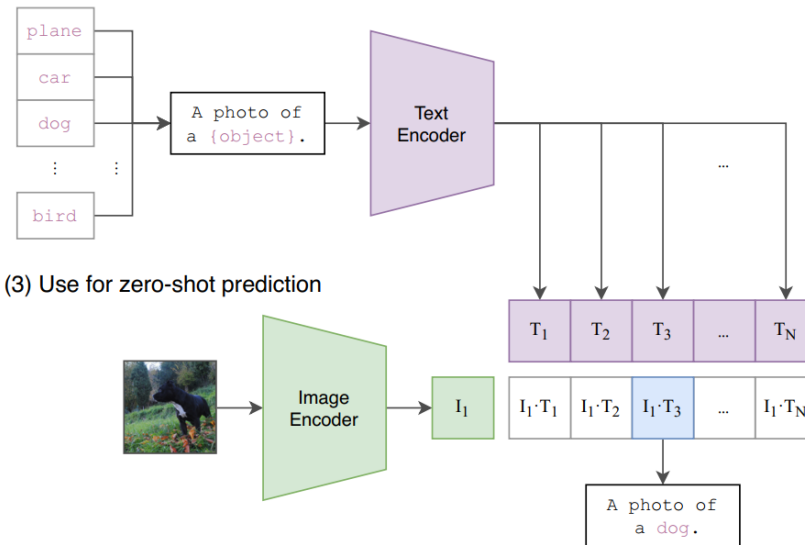 plane
car
dog
⋮ ⋮
bird
A photo of
a {object}.
Text
Encoder
...
(3) Use for zero-shot prediction
T1 T2 T3 ... TN
Image
Encoder
I1
I1·T1 I1·T2 I1·T3 ... I1·TN
A photo of
a dog.